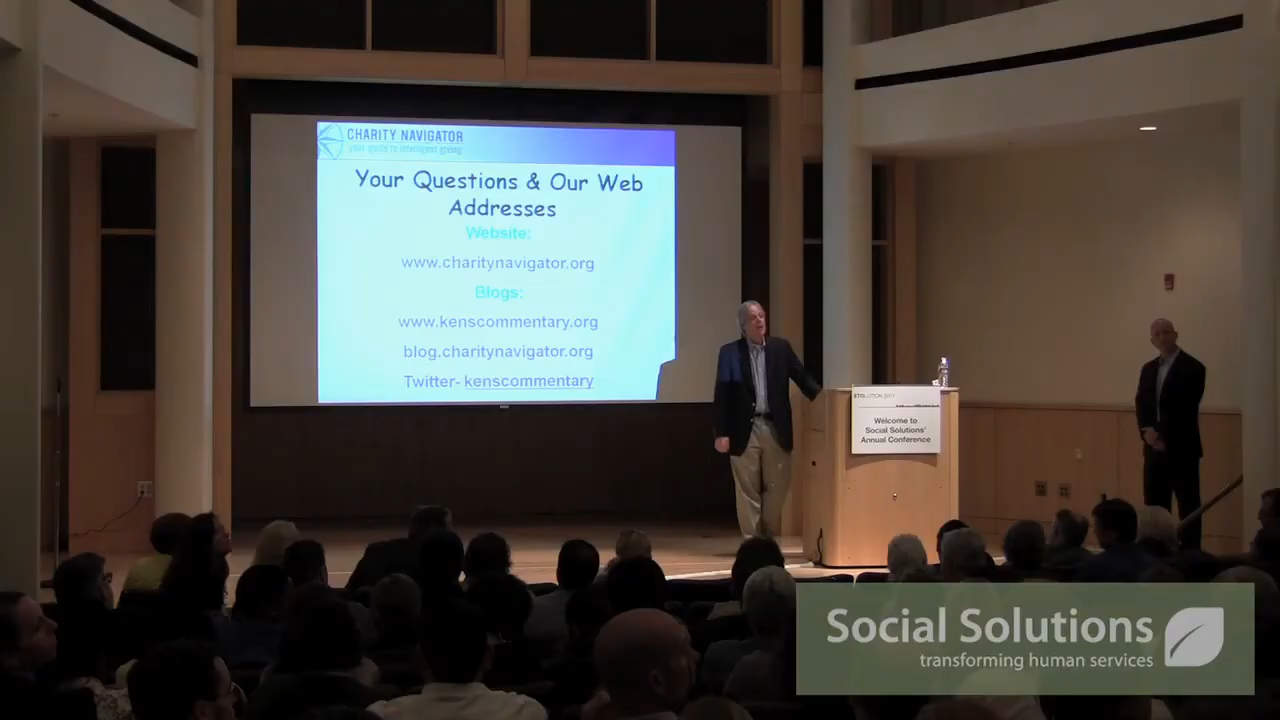 CHARITY NAVIGATOR
your guide to intelligent giving
Your Questions & Our Web
Addresses
Website:
www.charitynavigator.org
Blogs:
www.kenscommentary.org
blog.charitynavigator.org
Twitter- kenscommentary
Welcome to
Social Solutions'
Annual Conference
Social Solutions
transforming human services